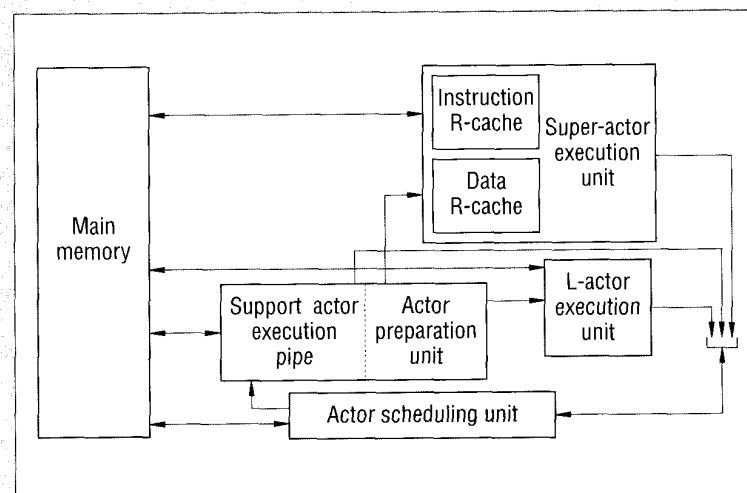 Main
memory
Instruction
R-cache
Super-actor
execution
unit
Data
R-cache
Support actor
execution
pipe
Actor
preparation
unit
L-actor
execution
unit
Actor scheduling unit